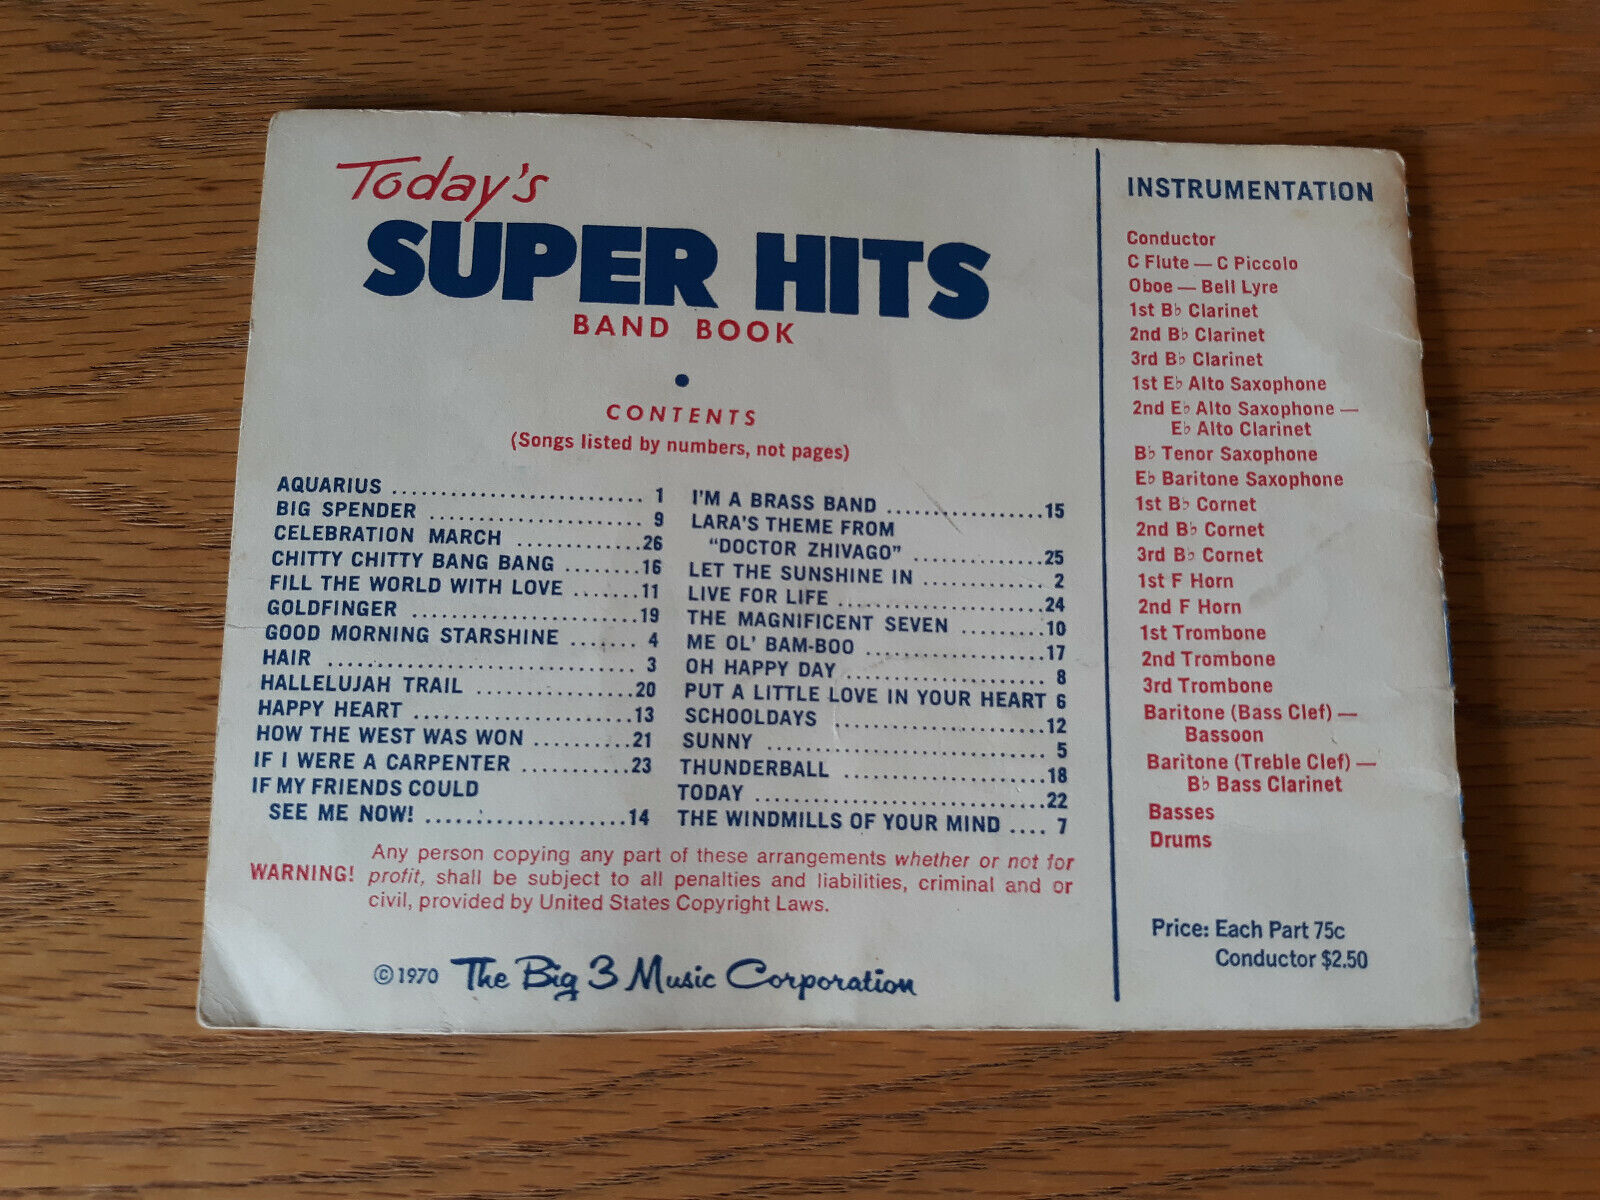 Today's
SUPER HITS
BAND BOOK
•
CONTENTS
(Songs listed by numbers, not pages)
AQUARIUS .......................... 1
BIG SPENDER ...................... 9
CELEBRATION MARCH .............26
CHITTY CHITTY BANG BANG ........16
FILL THE WORLD WITH LOVE .......11
GOLDFINGER .......................19
GOOD MORNING STARSHINE ....... 4
HAIR ................................ 3
HALLELUJAH TRAIL ................20
HAPPY HEART .......................13
HOW THE WEST WAS WON ..........21
IF I WERE A CARPENTER ...........23
IF MY FRIENDS COULD
SEE ME NOW! .....................14
I'M A BRASS BAND ................15
LARA'S THEME FROM
"DOCTOR ZHIVAGO" .............25
LET THE SUNSHINE IN ............. 2
LIVE FOR LIFE .....................24
THE MAGNIFICENT SEVEN .........10
ME OL' BAM-BOO ..................17
OH HAPPY DAY ....................... 8
PUT A LITTLE LOVE IN YOUR HEART 6
SCHOOLDAYS ......................12
SUNNY .............................. 5
THUNDERBALL .....................18
TODAY ..............................22
THE WINDMILLS OF YOUR MIND .... 7
WARNING! Any person copying any part of these arrangements whether or not for
profit, shall be subject to all penalties and liabilities, criminal and or
civil, provided by United States Copyright Laws.
©1970 The Big 3 Music Corporation
INSTRUMENTATION
Conductor
C Flute — C Piccolo
Oboe — Bell Lyre
1st B♭ Clarinet
2nd B♭ Clarinet
3rd B♭ Clarinet
1st E♭ Alto Saxophone
2nd E♭ Alto Saxophone —
E♭ Alto Clarinet
B♭ Tenor Saxophone
E♭ Baritone Saxophone
1st B♭ Cornet
2nd B♭ Cornet
3rd B♭ Cornet
1st F Horn
2nd F Horn
1st Trombone
2nd Trombone
3rd Trombone
Baritone (Bass Clef) —
Bassoon
Baritone (Treble Clef) —
B♭ Bass Clarinet
Basses
Drums
Price: Each Part 75c
Conductor $2.50